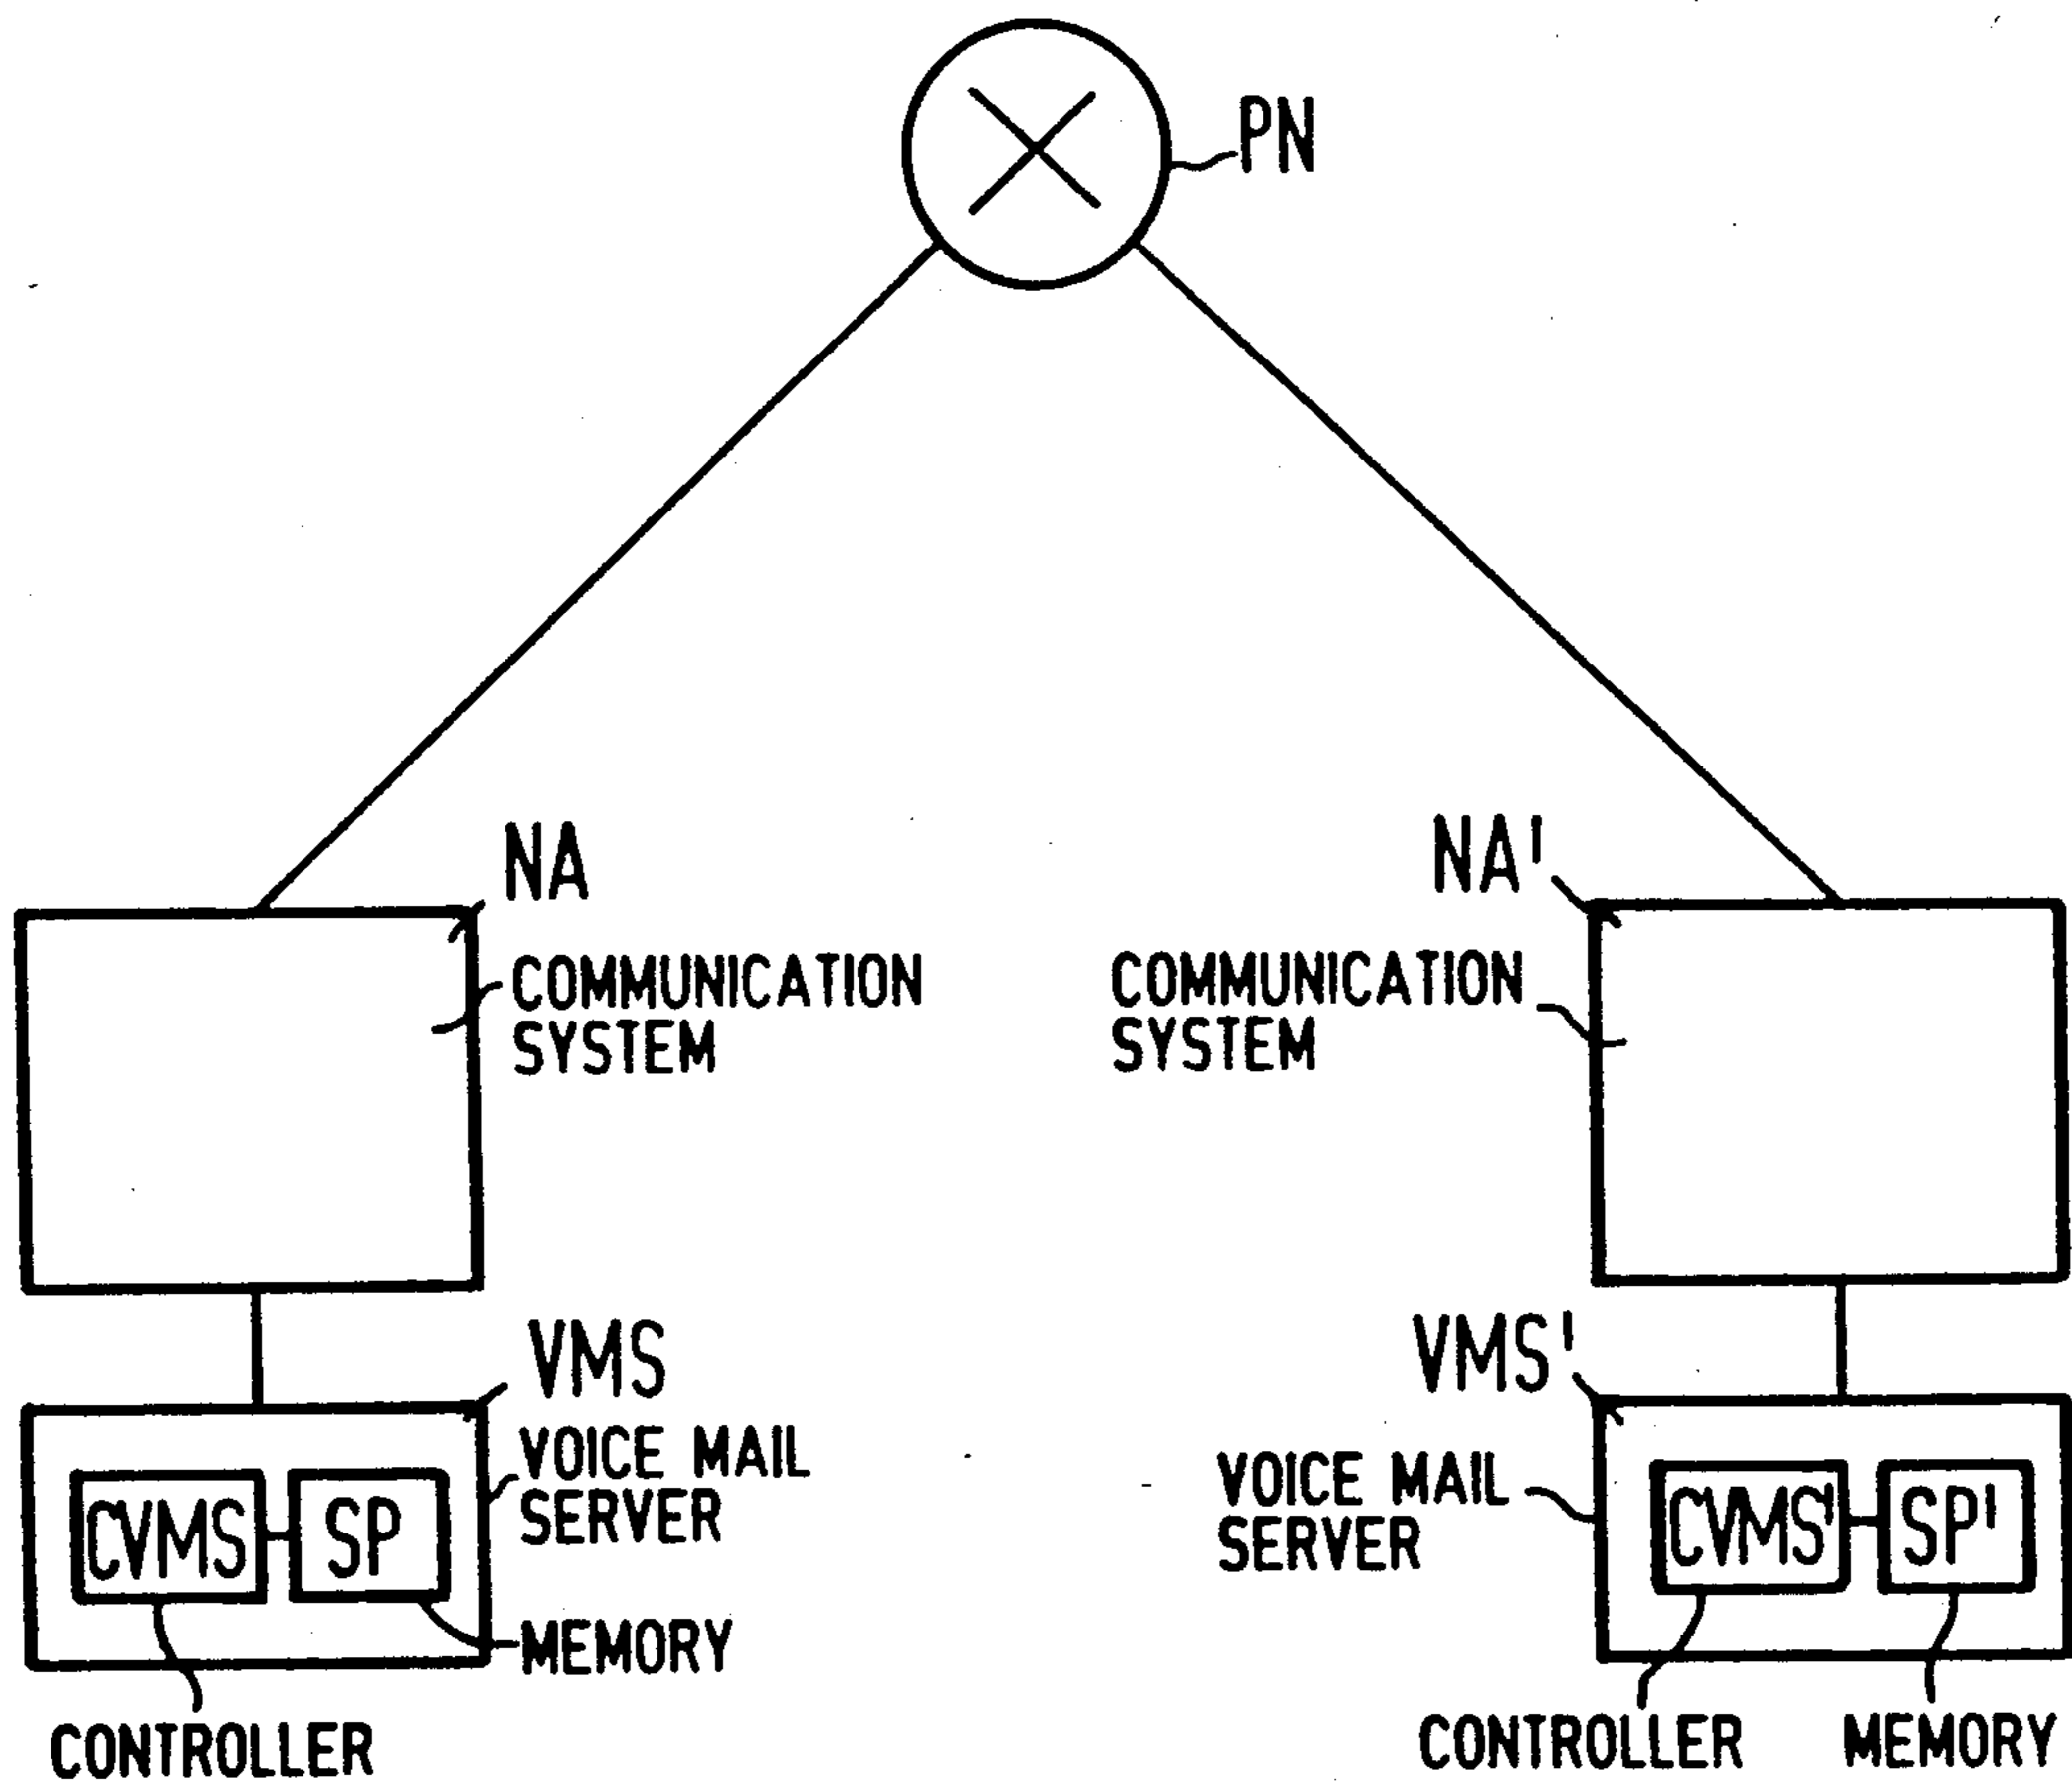 PN
NA
COMMUNICATION
SYSTEM
NA'
COMMUNICATION
SYSTEM
VMS
VOICE MAIL
SERVER
CVMS
SP
MEMORY
CONTROLLER
VMS'
VOICE MAIL
SERVER
CVMS'
SP'
CONTROLLER
MEMORY